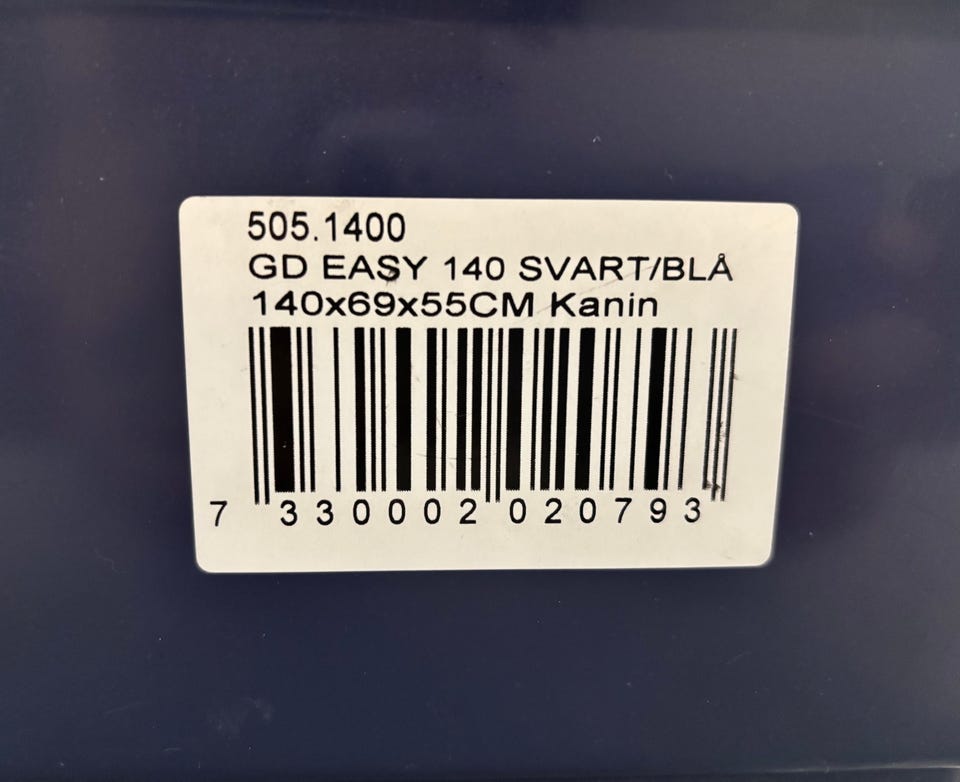 505.1400
GD EASY 140 SVART/BLÅ
140x69x55CM Kanin
7 330002 020793